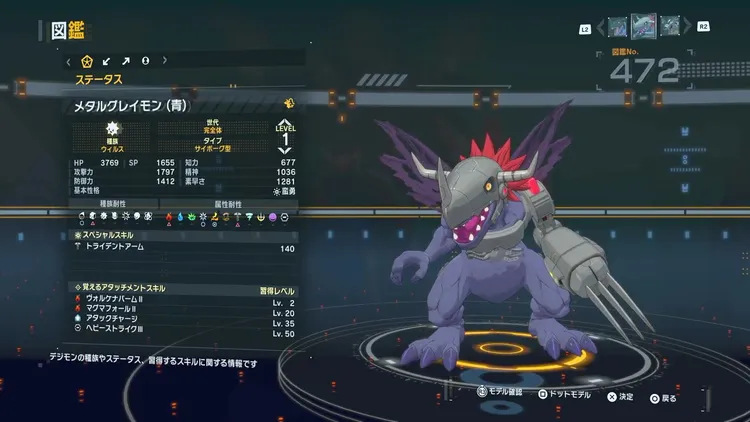 図鑑
L2
R2
図鑑No.
472
ステータス
メタルグレイモン（青）
種族
ウィルス
世代
完全体
タイプ
サイボーグ型
LEVEL
1
HP 3769 SP 1655 知力 677
攻撃力 1797 精神 1036
防御力 1412 素早さ 1281
基本性格 蛮勇
種族耐性 属性耐性
スペシャルスキル
トライデントアーム 140
覚えるアタッチメントスキル 習得レベル
ヴォルケナパームⅡ Lv. 2
マグマフォールⅡ Lv. 20
アタックチャージ Lv. 35
ヘビーストライクⅢ Lv. 50
デジモンの種族やステータス、習得するスキルに関する情報です
R3 モデル確認 ドットモデル 決定 戻る